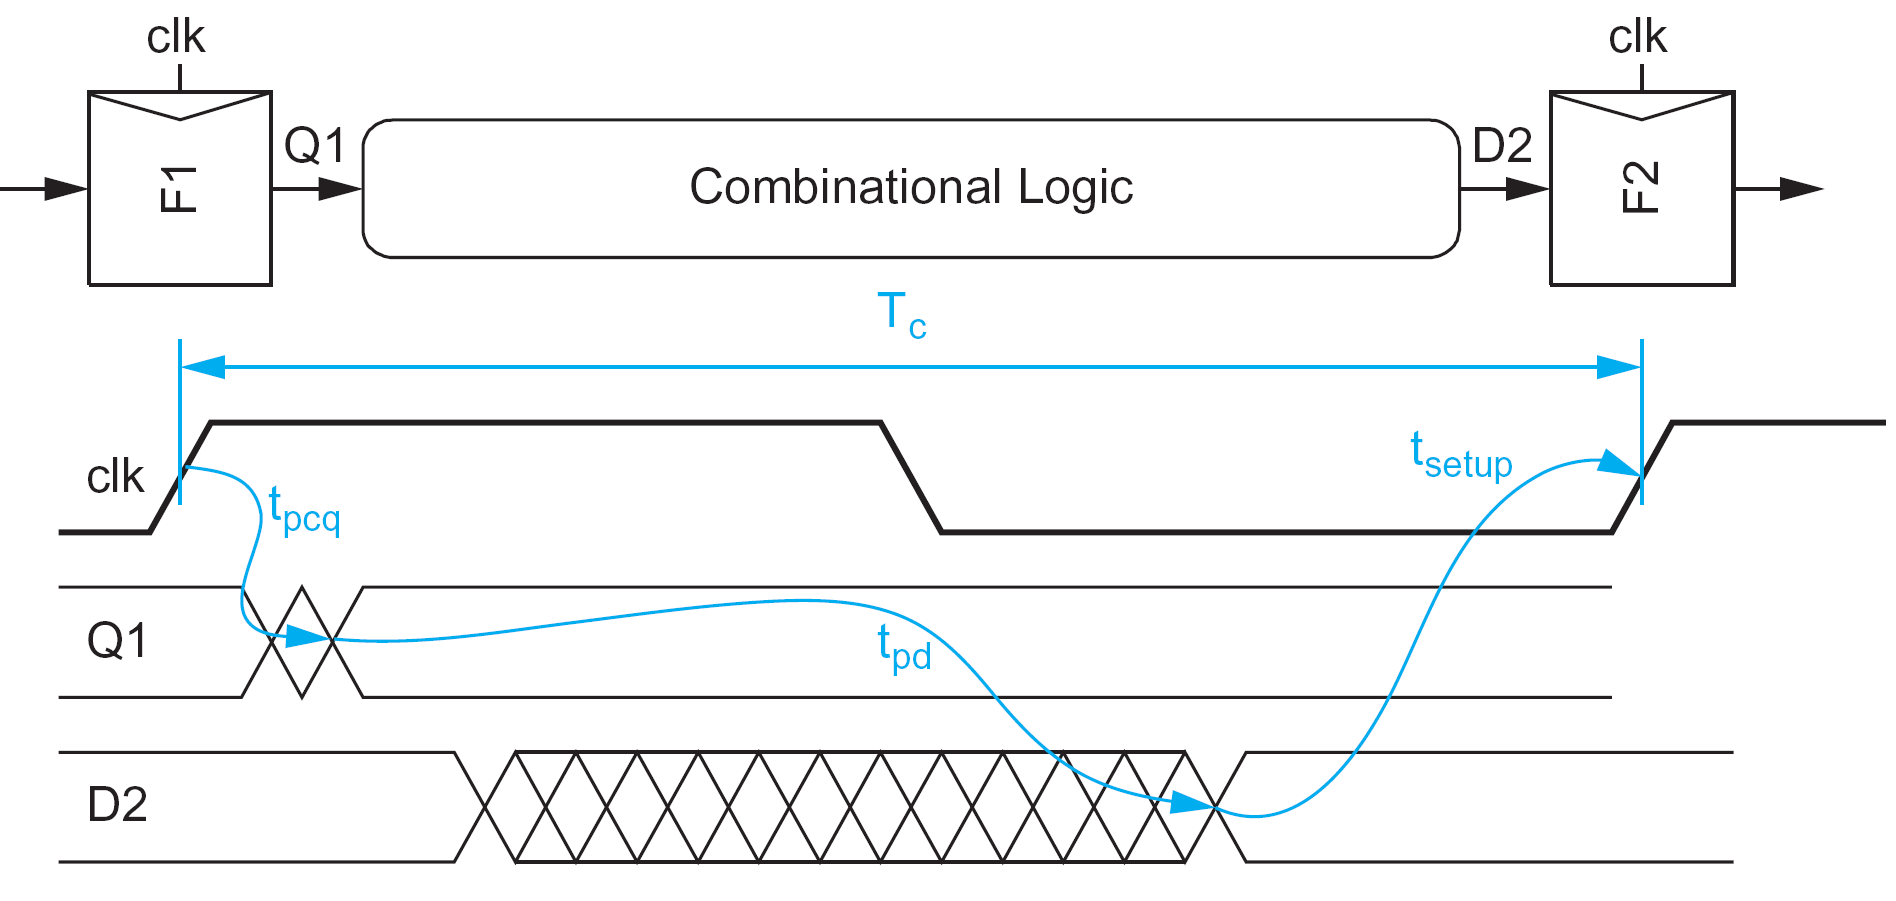 clk
clk
F1
Q1
Combinational Logic
D2
F2
Tc
clk
tpcq
tsetup
Q1
tpd
D2